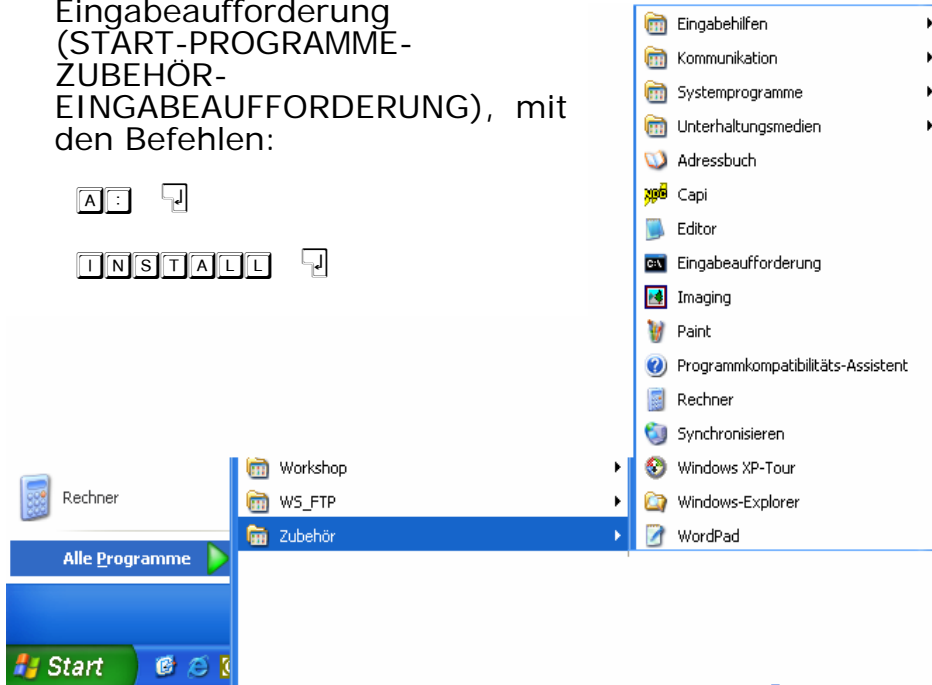 Eingabeaufforderung
(START-PROGRAMME-
ZUBEHÖR-
EINGABEAUFFORDERUNG), mit
den Befehlen:
A :
I N S T A L L
Eingabehilfen
Kommunikation
Systemprogramme
Unterhaltungsmedien
Adressbuch
Capi
Editor
Eingabeaufforderung
Imaging
Paint
Programmkompatibilitäts-Assistent
Rechner
Synchronisieren
Windows XP-Tour
Windows-Explorer
WordPad
Workshop
WS_FTP
Zubehör
Rechner
Alle Programme
Start